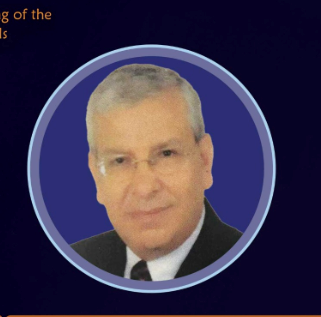 g of the
ls